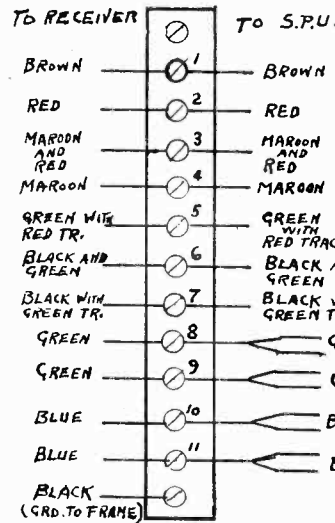 TO RECEIVER TO S.P.U.
BROWN 1 BROWN
RED 2 RED
MAROON AND RED 3 MAROON AND RED
MAROON 4 MAROON
GREEN WITH RED TR. 5 GREEN WITH RED TRAC
BLACK AND GREEN 6 BLACK
BLACK WITH GREEN TR. 7 BLACK W
GREEN T
GREEN 8 G
GREEN 9
BLUE 10 B
BLUE 11
BLACK
(GRD. TO FRAME)